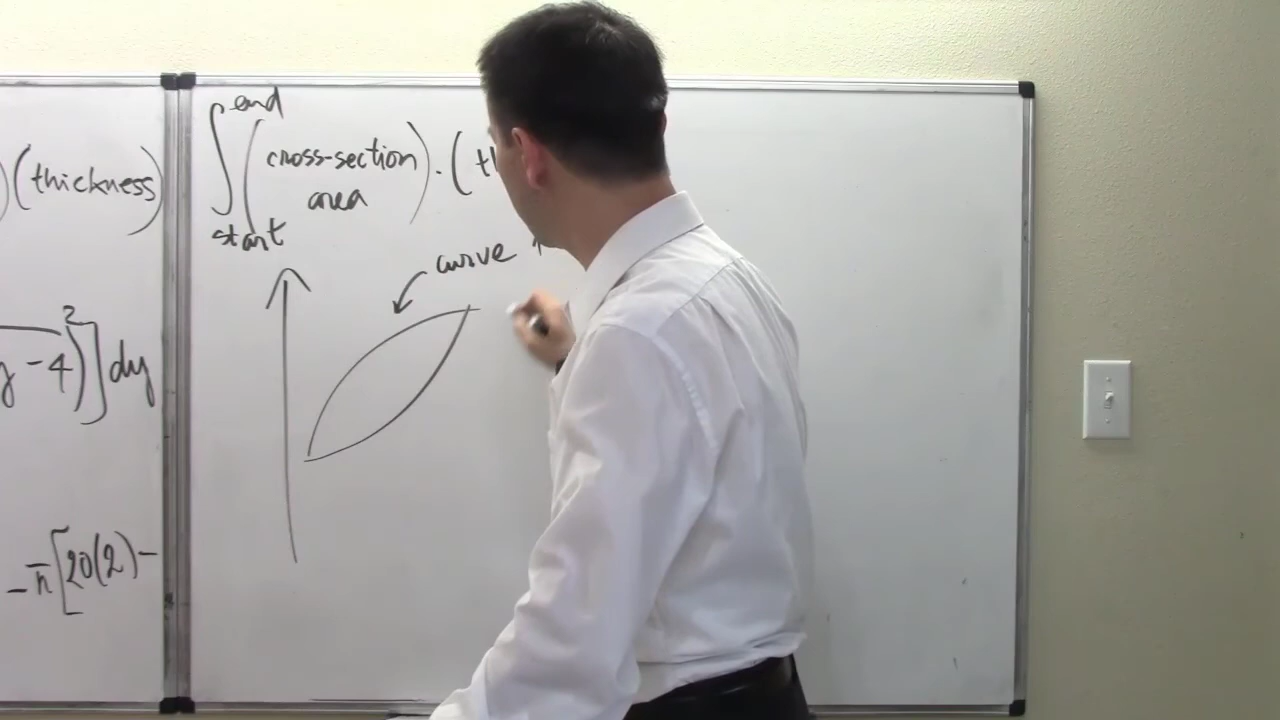 )(thickness)
2
y - 4)] dy
- π[20(2) -
∫ end
(cross-section
area) · (
start
curve